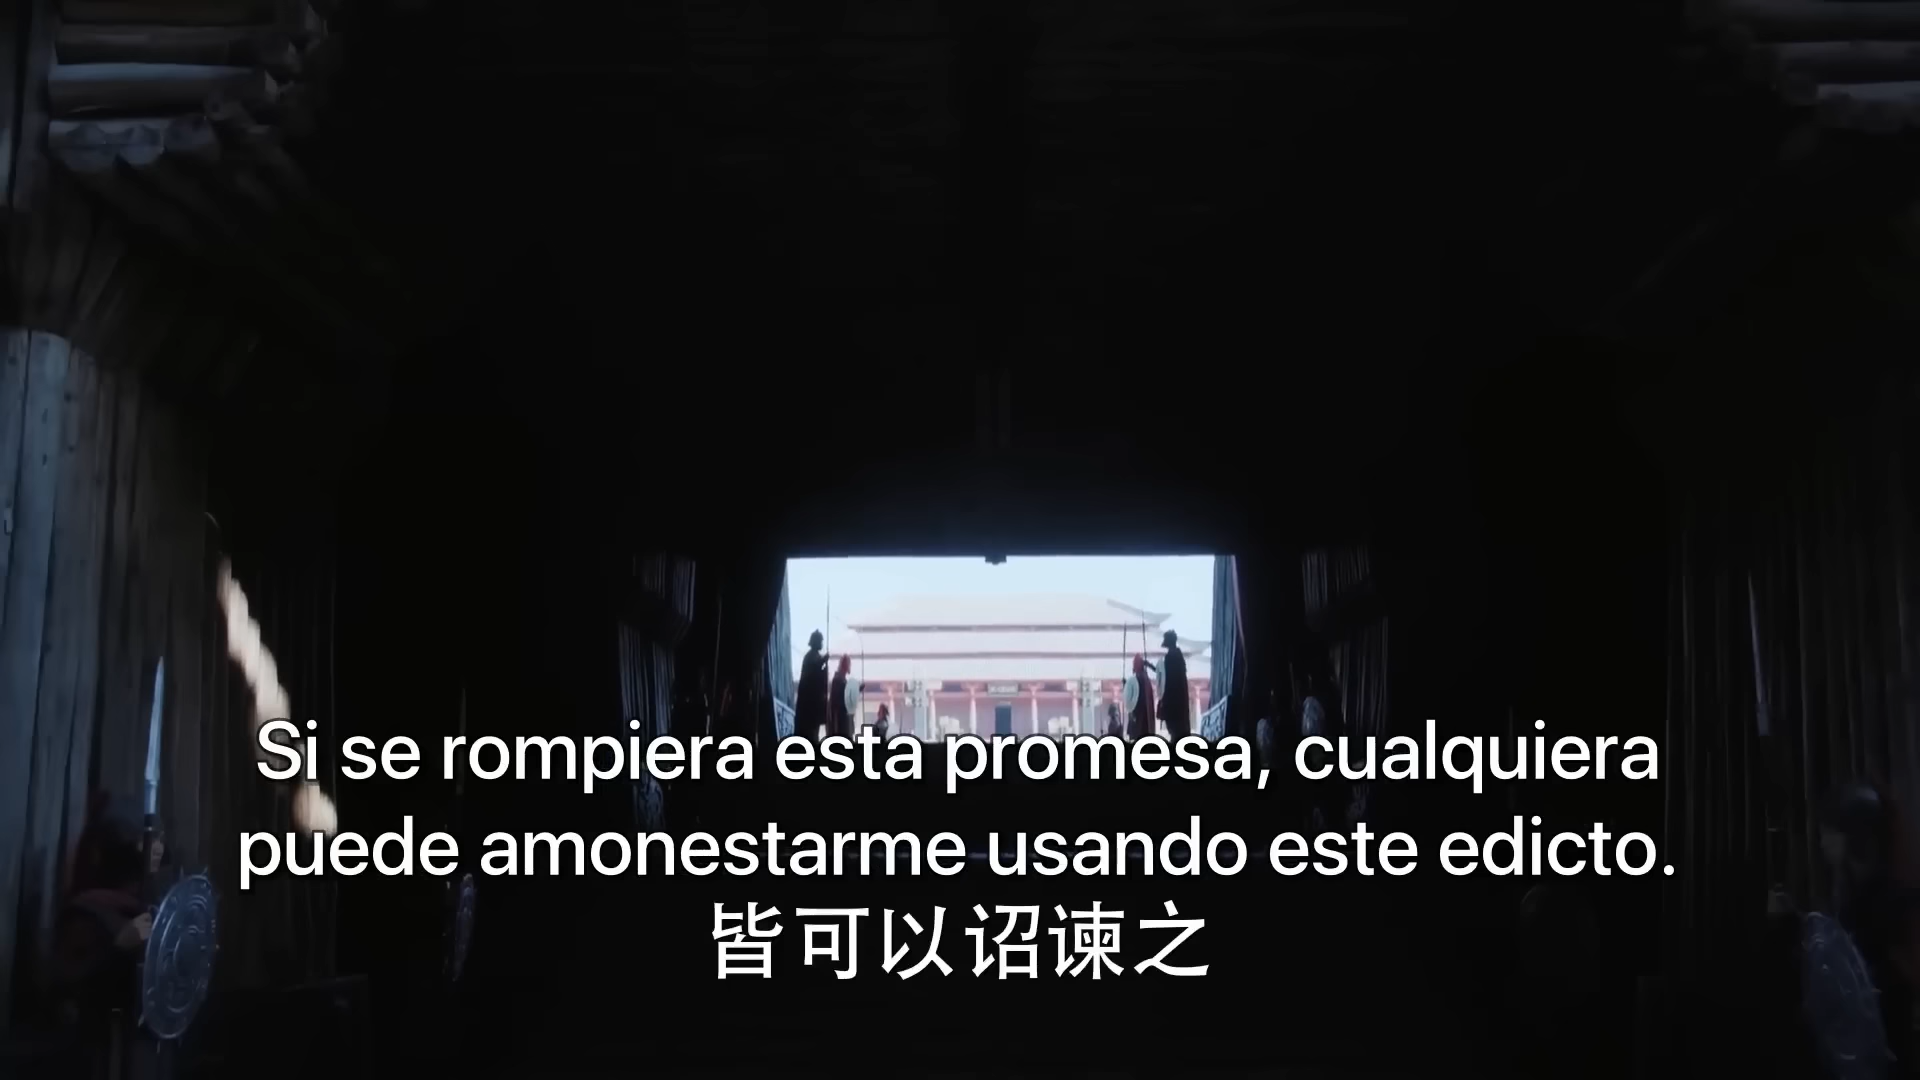 Si se rompiera esta promesa, cualquiera
puede amonestarme usando este edicto.
皆可以诏谏之